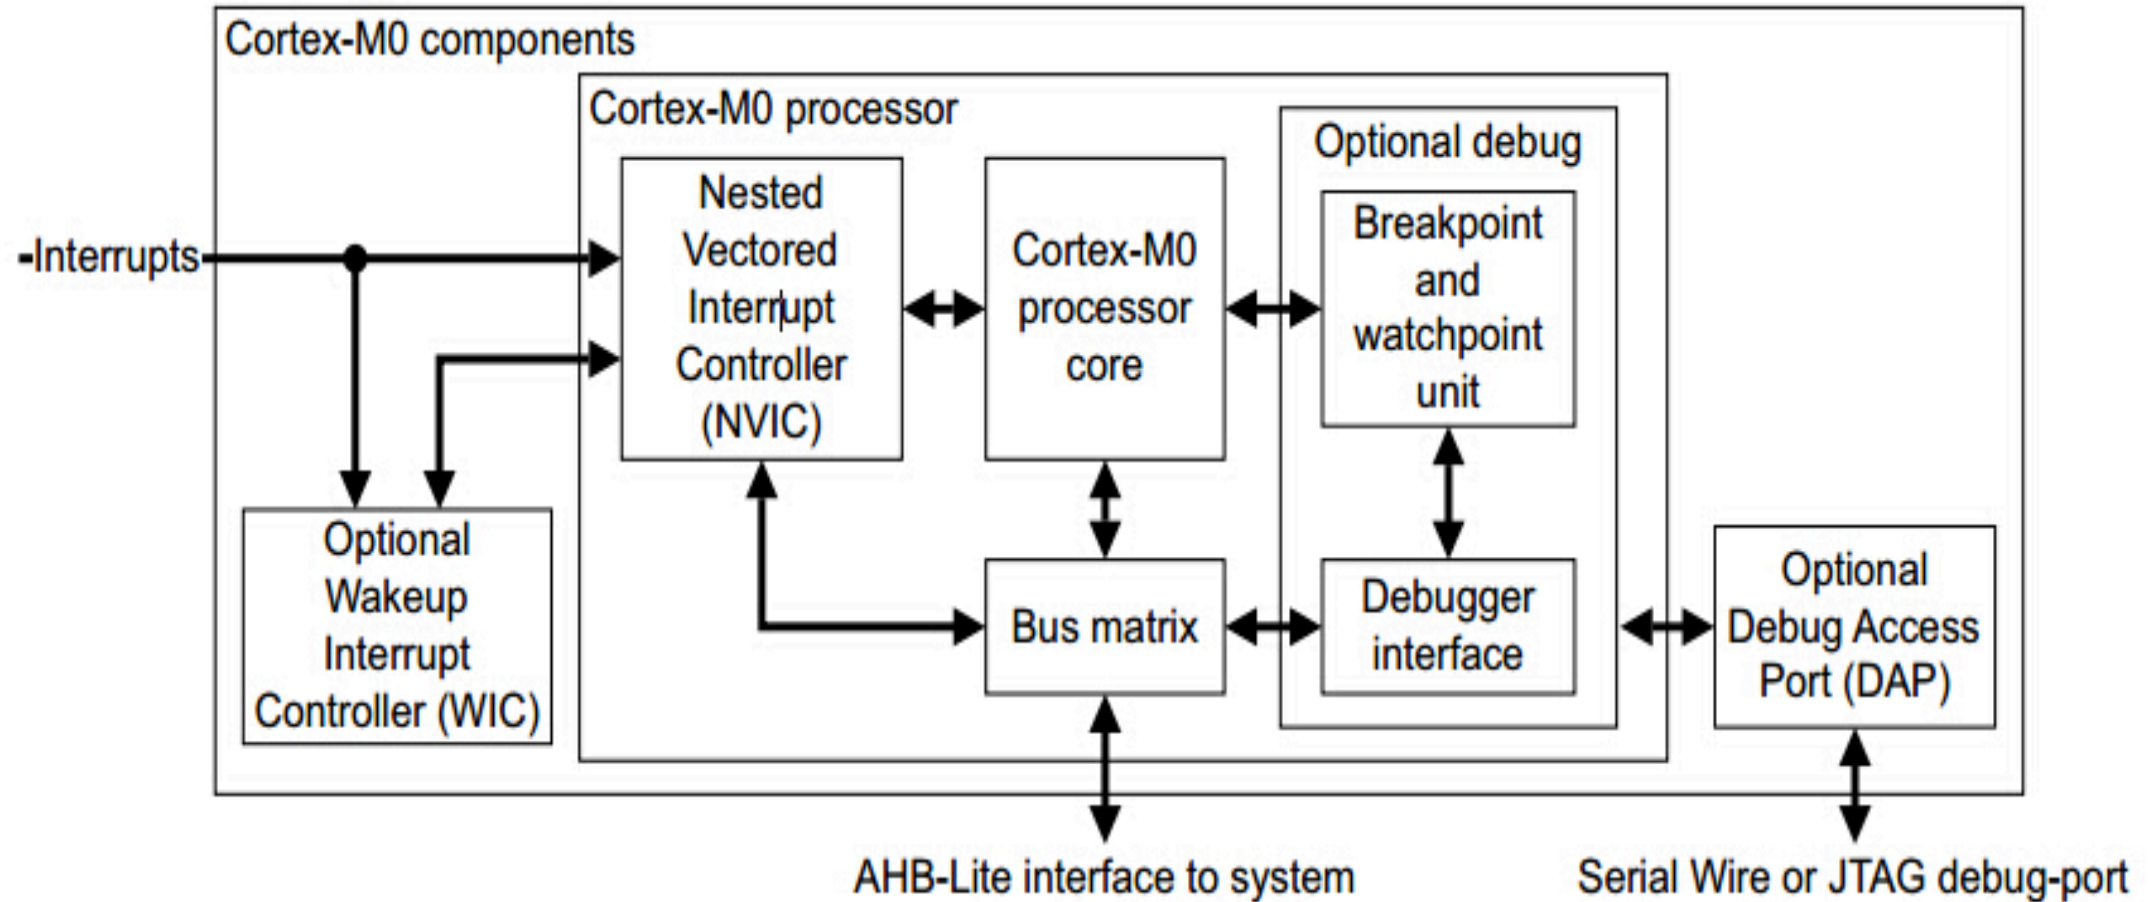 Cortex-M0 components
Cortex-M0 processor
Optional debug
Nested
Vectored
Interrupt
Controller
(NVIC)
Cortex-M0
processor
core
Breakpoint
and
watchpoint
unit
-Interrupts
Optional
Wakeup
Interrupt
Controller (WIC)
Bus matrix
Debugger
interface
Optional
Debug Access
Port (DAP)
AHB-Lite interface to system
Serial Wire or JTAG debug-port